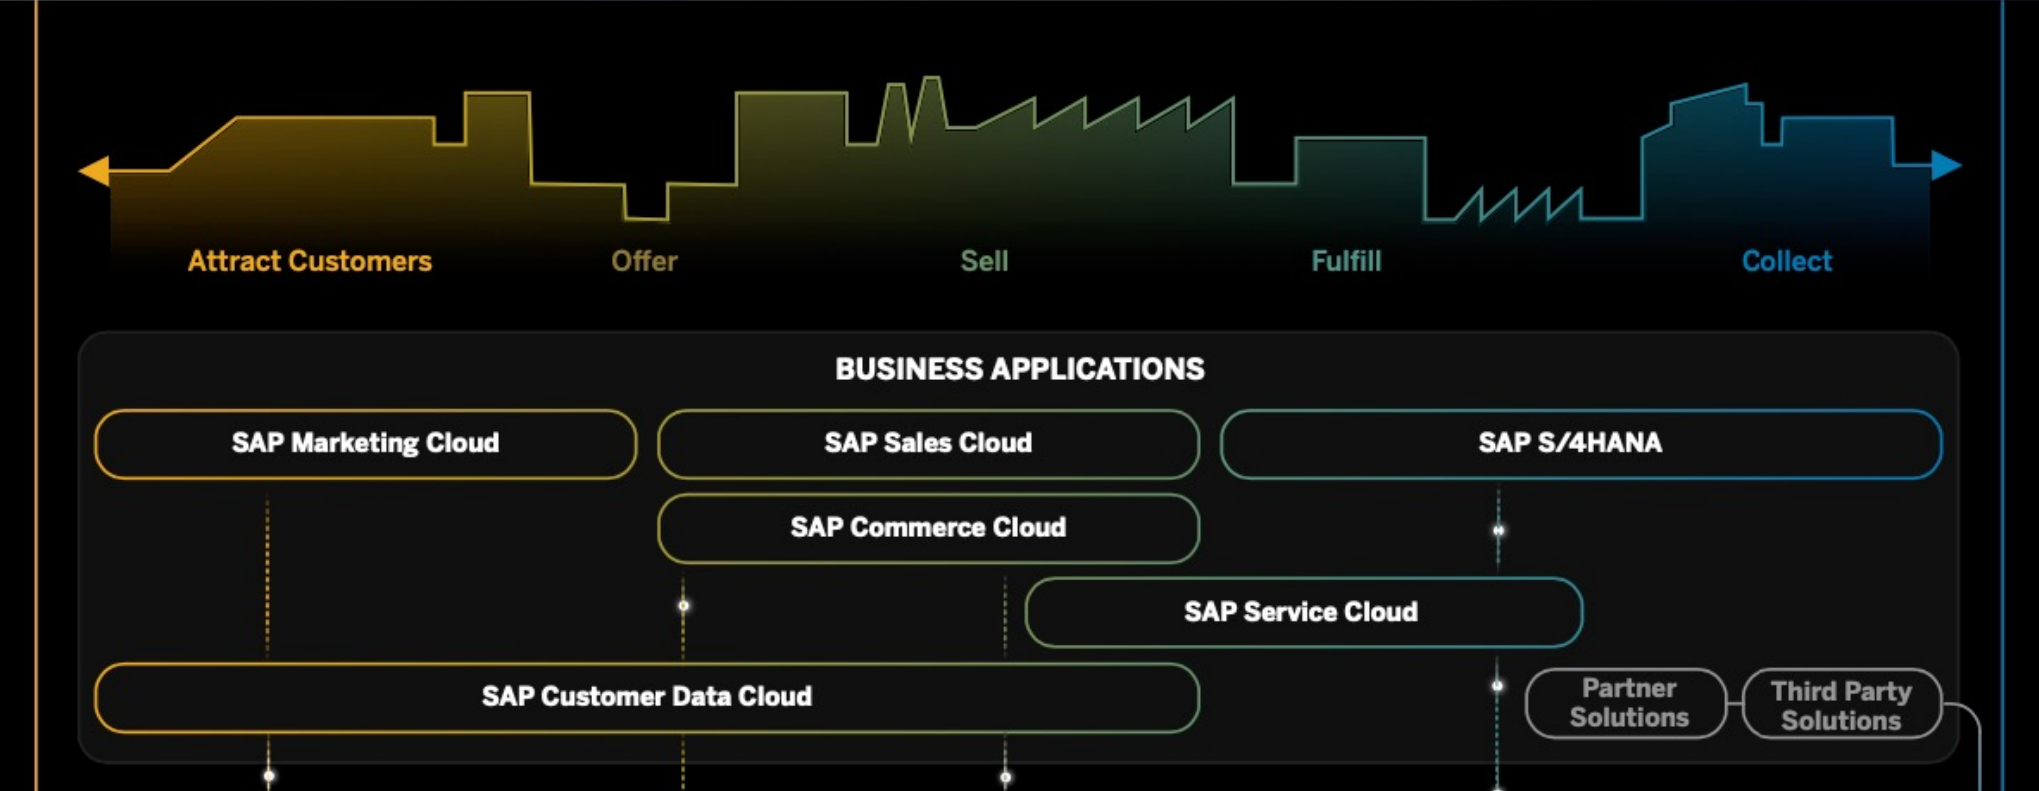 Attract Customers
Offer
Sell
Fulfill
Collect
BUSINESS APPLICATIONS
SAP Marketing Cloud
SAP Sales Cloud
SAP S/4HANA
SAP Commerce Cloud
SAP Service Cloud
SAP Customer Data Cloud
Partner
Solutions
Third Party
Solutions